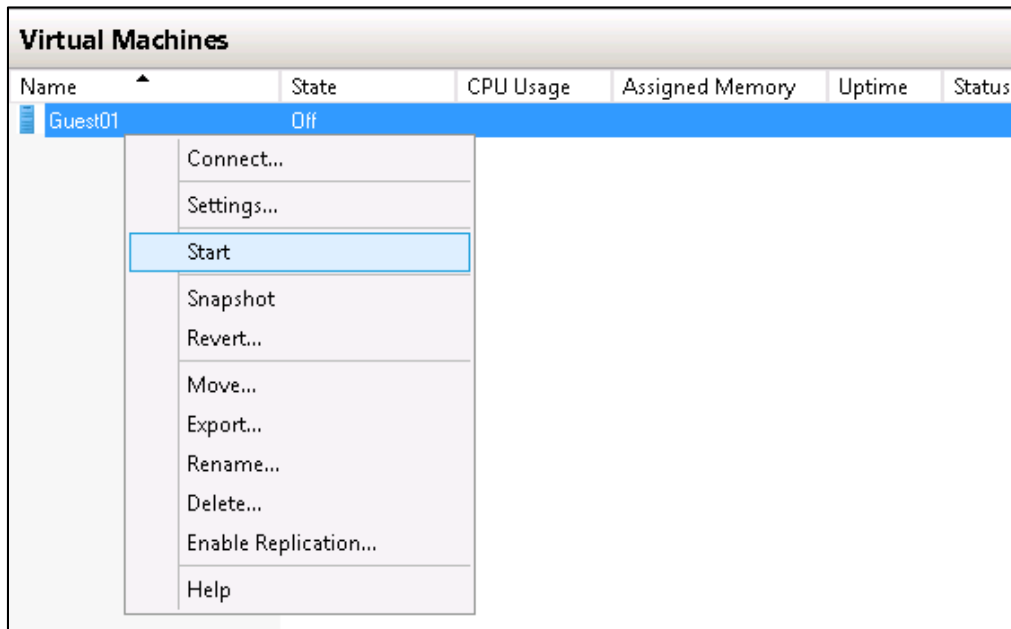 Virtual Machines
Name State CPU Usage Assigned Memory Uptime Status
Guest01 Off
Connect...
Settings...
Start
Snapshot
Revert...
Move...
Export...
Rename...
Delete...
Enable Replication...
Help